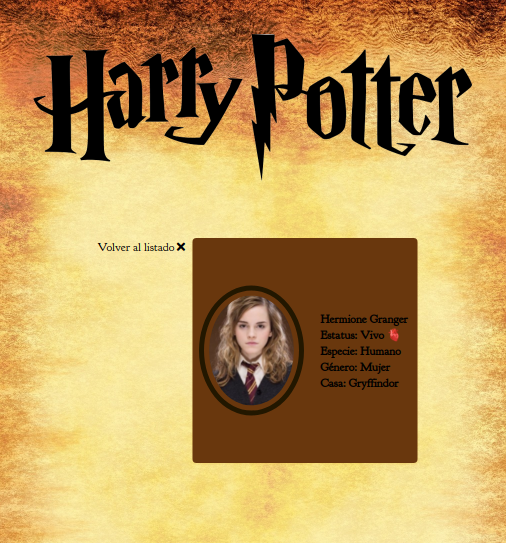 Harry Potter
Volver al listado ✖
Hermione Granger
Estatus: Vivo 🫀
Especie: Humano
Género: Mujer
Casa: Gryffindor